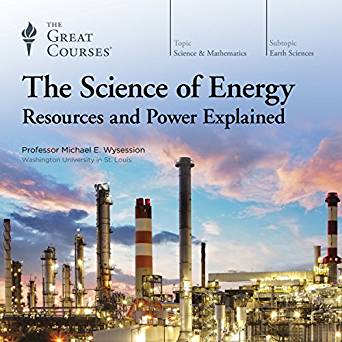 THE
GREAT
COURSES®
Topic
Science & Mathematics
Subtopic
Earth Sciences
The Science of Energy
Resources and Power Explained
Professor Michael E. Wysession
Washington University in St. Louis